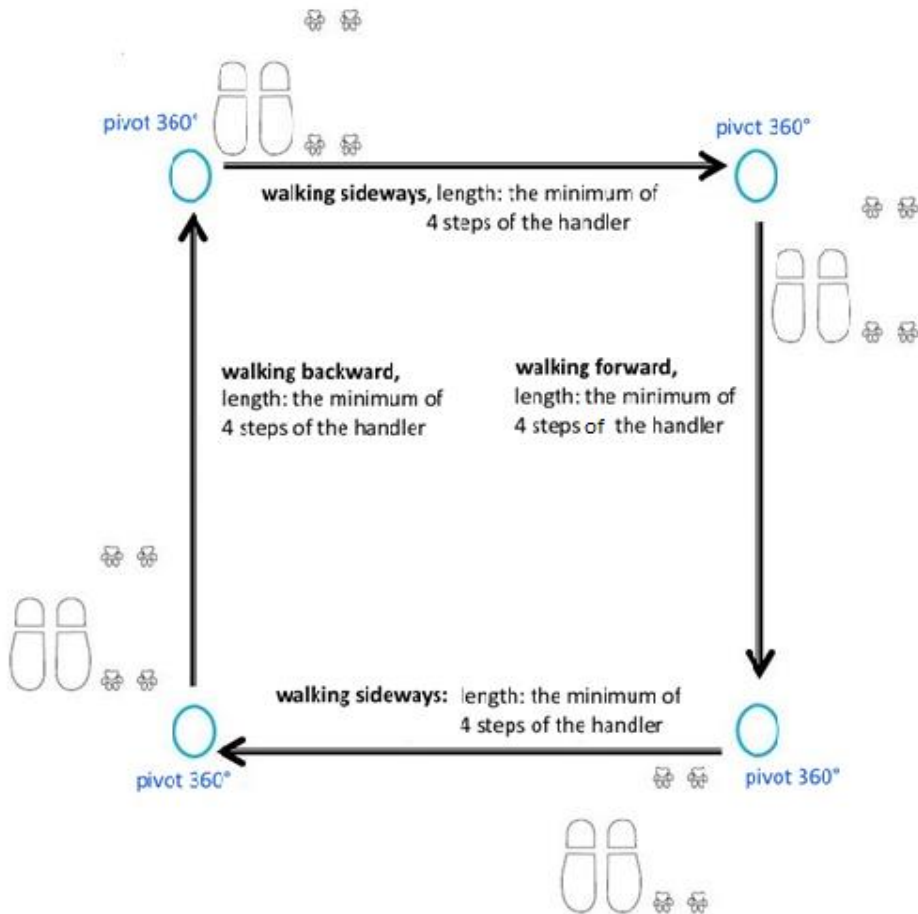 pivot 360°
pivot 360°
walking sideways, length: the minimum of
4 steps of the handler
walking backward,
length: the minimum of
4 steps of the handler
walking forward,
length: the minimum of
4 steps of the handler
walking sideways: length: the minimum of
4 steps of the handler
pivot 360°
pivot 360°